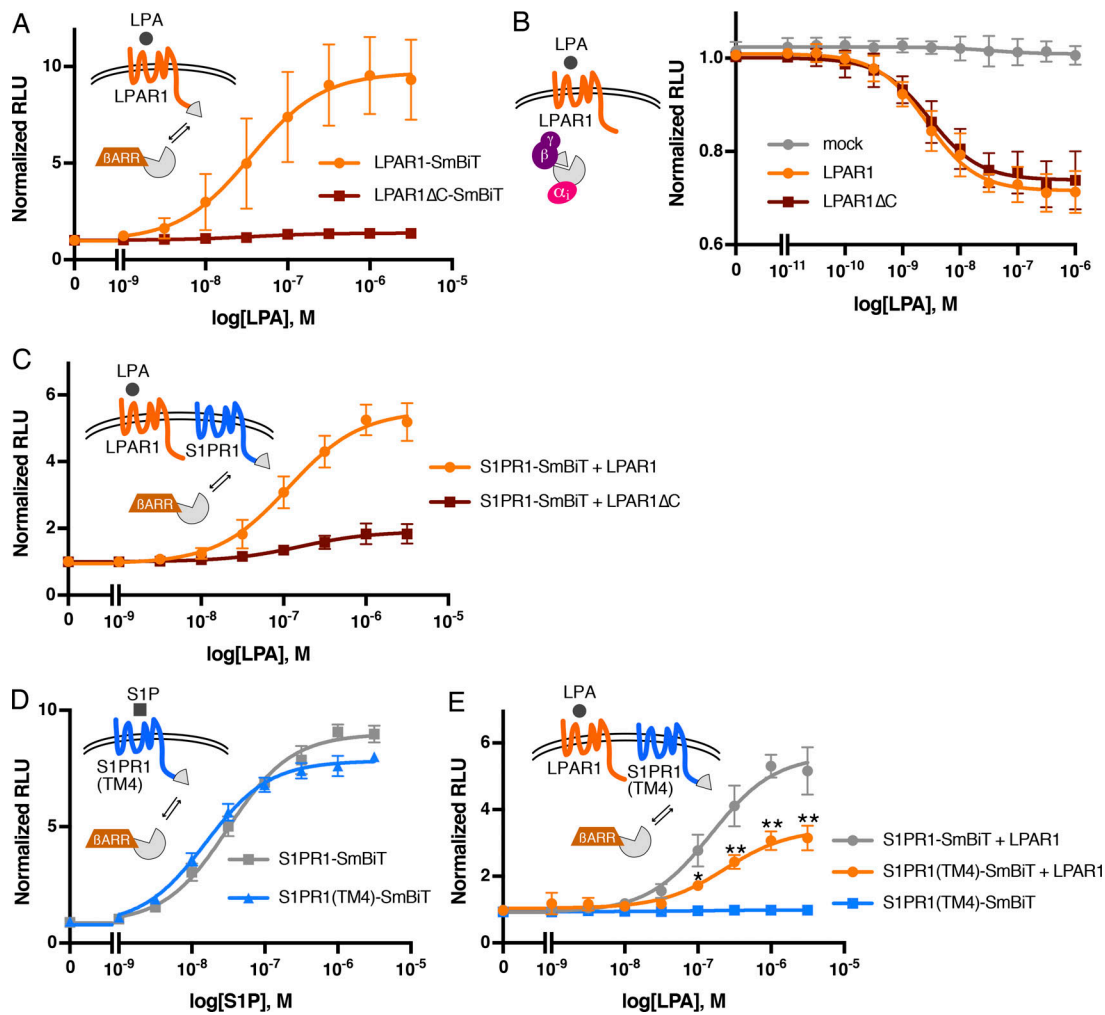 A
Normalized RLU
10
5
0
LPA
LPAR1
βARR
LPAR1-SmBiT
LPAR1ΔC-SmBiT
0 10⁻⁹ 10⁻⁸ 10⁻⁷ 10⁻⁶ 10⁻⁵
log[LPA], M
B
LPA
LPAR1
γ
β
αi
Normalized RLU
1.0
0.8
0.6
mock
LPAR1
LPAR1ΔC
0 10⁻¹¹ 10⁻¹⁰ 10⁻⁹ 10⁻⁸ 10⁻⁷ 10⁻⁶
log[LPA], M
C
Normalized RLU
6
4
2
0
LPA
LPAR1 S1PR1
βARR
S1PR1-SmBiT + LPAR1
S1PR1-SmBiT + LPAR1ΔC
0 10⁻⁹ 10⁻⁸ 10⁻⁷ 10⁻⁶ 10⁻⁵
log[LPA], M
D
Normalized RLU
10
5
0
S1P
S1PR1
(TM4)
βARR
S1PR1-SmBiT
S1PR1(TM4)-SmBiT
0 10⁻⁹ 10⁻⁸ 10⁻⁷ 10⁻⁶ 10⁻⁵
log[S1P], M
E
Normalized RLU
6
4
2
0
LPA
LPAR1 S1PR1
(TM4)
βARR
* ** ** **
S1PR1-SmBiT + LPAR1
S1PR1(TM4)-SmBiT + LPAR1
S1PR1(TM4)-SmBiT
0 10⁻⁹ 10⁻⁸ 10⁻⁷ 10⁻⁶ 10⁻⁵
log[LPA], M